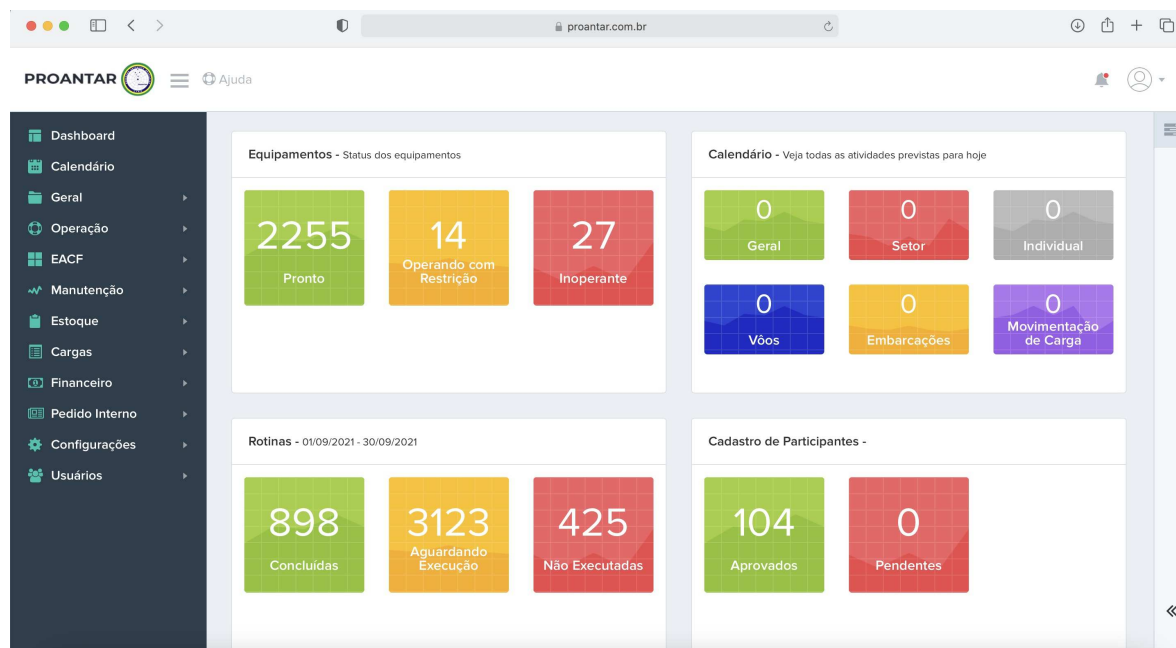 proantar.com.br
PROANTAR
Ajuda
Dashboard
Calendário
Geral
Operação
EACF
Manutenção
Estoque
Cargas
Financeiro
Pedido Interno
Configurações
Usuários
Equipamentos - Status dos equipamentos
2255
Pronto
14
Operando com
Restrição
27
Inoperante
Calendário - Veja todas as atividades previstas para hoje
0
Geral
0
Setor
0
Individual
0
Vôos
0
Embarcações
0
Movimentação
de Carga
Rotinas - 01/09/2021 - 30/09/2021
898
Concluídas
3123
Aguardando
Execução
425
Não Executadas
Cadastro de Participantes -
104
Aprovados
0
Pendentes